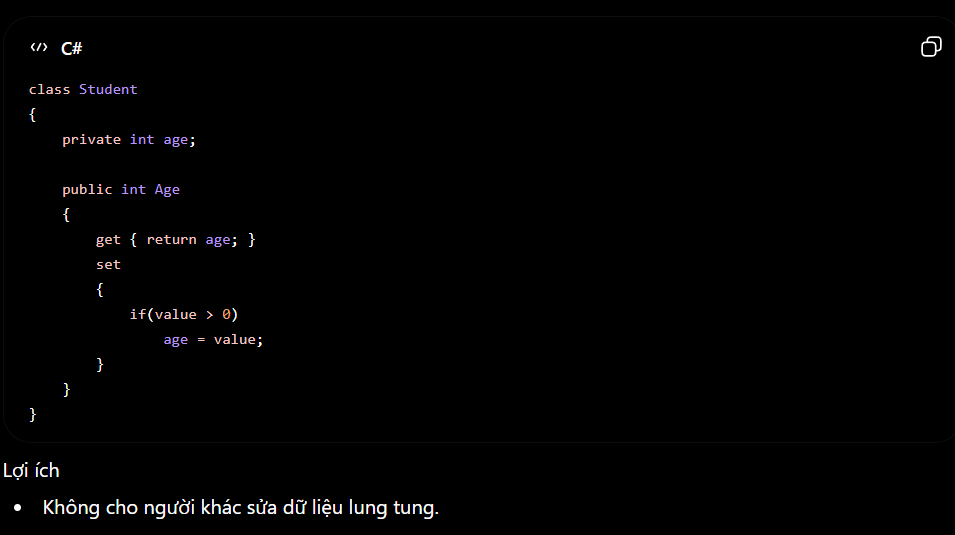 C#
class Student
{
    private int age;
    public int Age
    {
        get { return age; }
        set
        {
            if(value > 0)
                age = value;
        }
    }
}
Lợi ích
• Không cho người khác sửa dữ liệu lung tung.